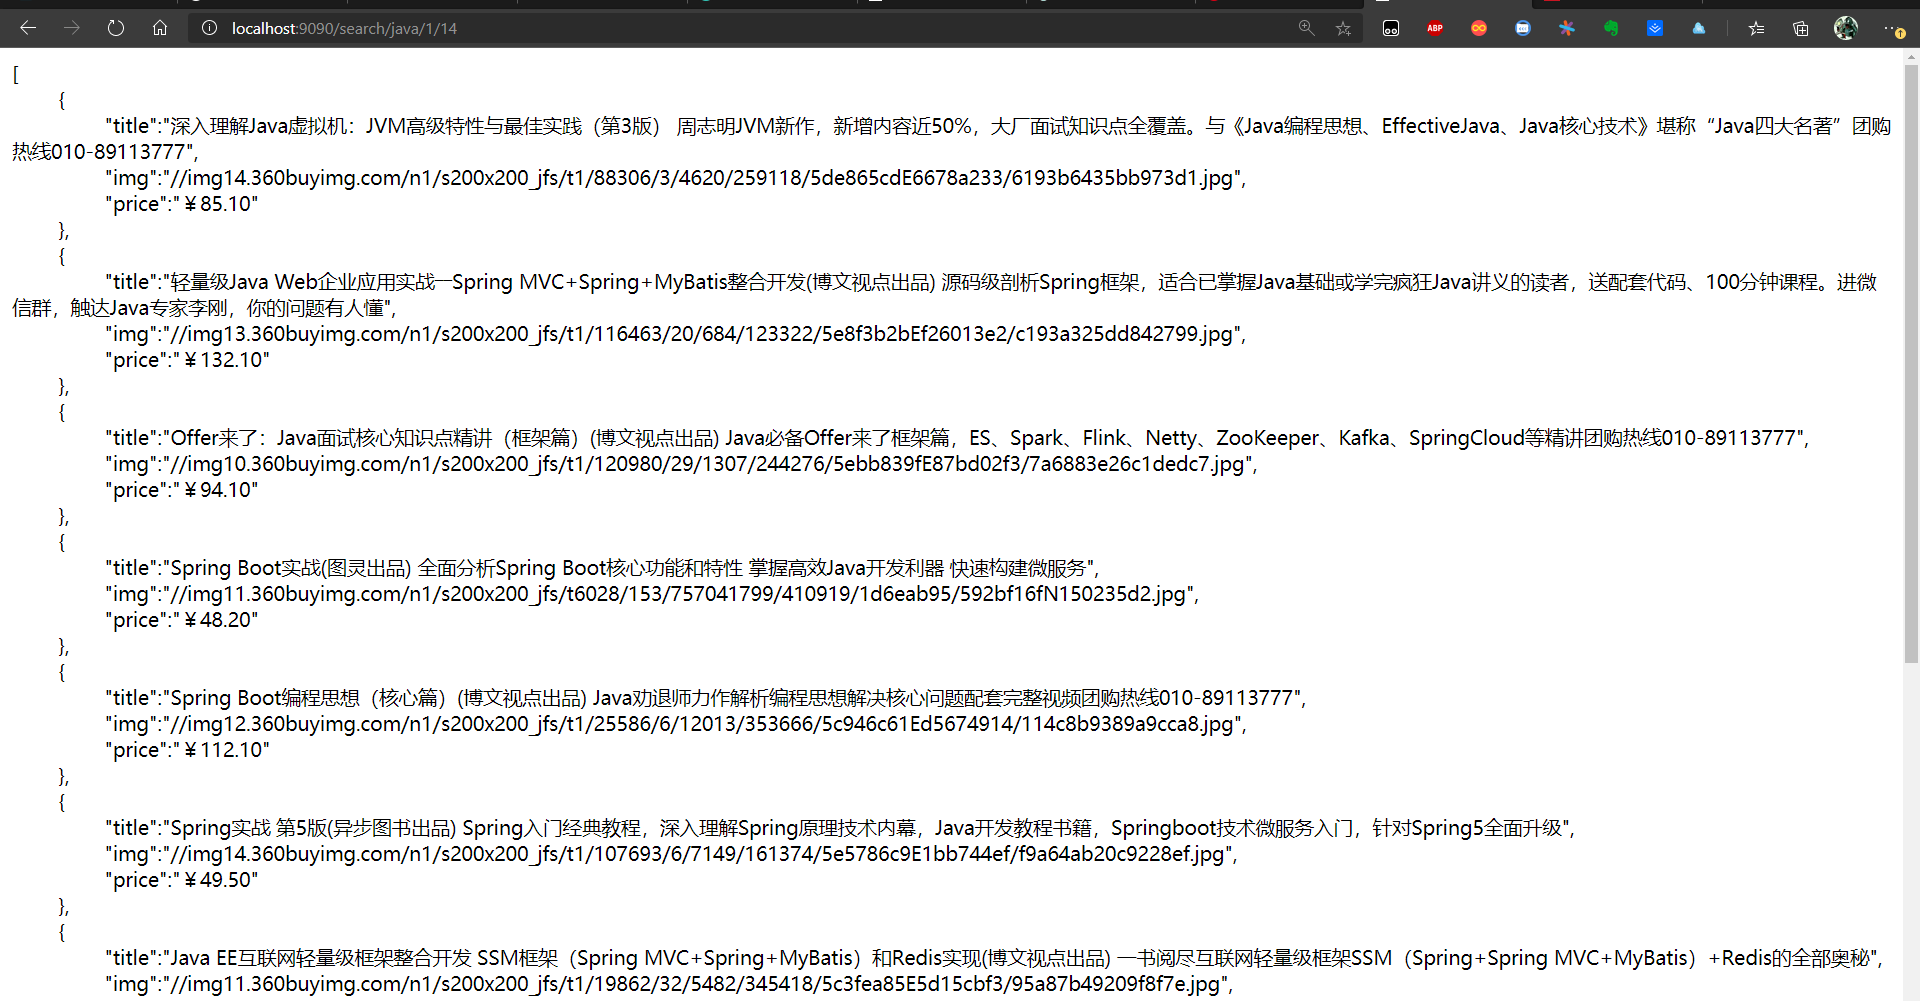 localhost:9090/search/java/1/14
ABP
[
{
"title":"深入理解Java虚拟机：JVM高级特性与最佳实践（第3版） 周志明JVM新作，新增内容近50%，大厂面试知识点全覆盖。与《Java编程思想、EffectiveJava、Java核心技术》堪称“Java四大名著”团购
热线010-89113777",
"img":"//img14.360buyimg.com/n1/s200x200_jfs/t1/88306/3/4620/259118/5de865cdE6678a233/6193b6435bb973d1.jpg",
"price":"￥85.10"
},
{
"title":"轻量级Java Web企业应用实战—Spring MVC+Spring+MyBatis整合开发(博文视点出品) 源码级剖析Spring框架，适合已掌握Java基础或学完疯狂Java讲义的读者，送配套代码、100分钟课程。进微
信群，触达Java专家李刚，你的问题有人懂",
"img":"//img13.360buyimg.com/n1/s200x200_jfs/t1/116463/20/684/123322/5e8f3b2bEf26013e2/c193a325dd842799.jpg",
"price":"￥132.10"
},
{
"title":"Offer来了：Java面试核心知识点精讲（框架篇）(博文视点出品) Java必备Offer来了框架篇，ES、Spark、Flink、Netty、ZooKeeper、Kafka、SpringCloud等精讲团购热线010-89113777",
"img":"//img10.360buyimg.com/n1/s200x200_jfs/t1/120980/29/1307/244276/5ebb839fE87bd02f3/7a6883e26c1dedc7.jpg",
"price":"￥94.10"
},
{
"title":"Spring Boot实战(图灵出品) 全面分析Spring Boot核心功能和特性 掌握高效Java开发利器 快速构建微服务",
"img":"//img11.360buyimg.com/n1/s200x200_jfs/t6028/153/757041799/410919/1d6eab95/592bf16fN150235d2.jpg",
"price":"￥48.20"
},
{
"title":"Spring Boot编程思想（核心篇）(博文视点出品) Java劝退师力作解析编程思想解决核心问题配套完整视频团购热线010-89113777",
"img":"//img12.360buyimg.com/n1/s200x200_jfs/t1/25586/6/12013/353666/5c946c61Ed5674914/114c8b9389a9cca8.jpg",
"price":"￥112.10"
},
{
"title":"Spring实战 第5版(异步图书出品) Spring入门经典教程，深入理解Spring原理技术内幕，Java开发教程书籍，Springboot技术微服务入门，针对Spring5全面升级",
"img":"//img14.360buyimg.com/n1/s200x200_jfs/t1/107693/6/7149/161374/5e5786c9E1bb744ef/f9a64ab20c9228ef.jpg",
"price":"￥49.50"
},
{
"title":"Java EE互联网轻量级框架整合开发 SSM框架（Spring MVC+Spring+MyBatis）和Redis实现(博文视点出品) 一书阅尽互联网轻量级框架SSM（Spring+Spring MVC+MyBatis）+Redis的全部奥秘",
"img":"//img11.360buyimg.com/n1/s200x200_jfs/t1/19862/32/5482/345418/5c3fea85E5d15cbf3/95a87b49209f8f7e.jpg",